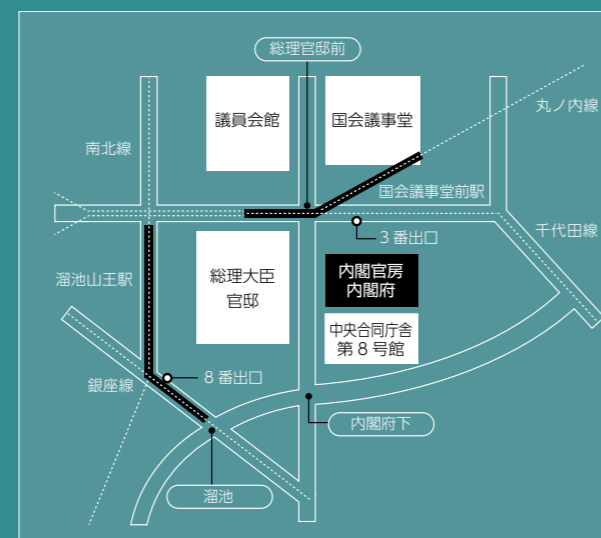 総理官邸前
議員会館
国会議事堂
丸ノ内線
南北線
国会議事堂前駅
3番出口
千代田線
溜池山王駅
総理大臣
官邸
内閣官房
内閣府
中央合同庁舎
第8号館
銀座線
8番出口
内閣府下
溜池